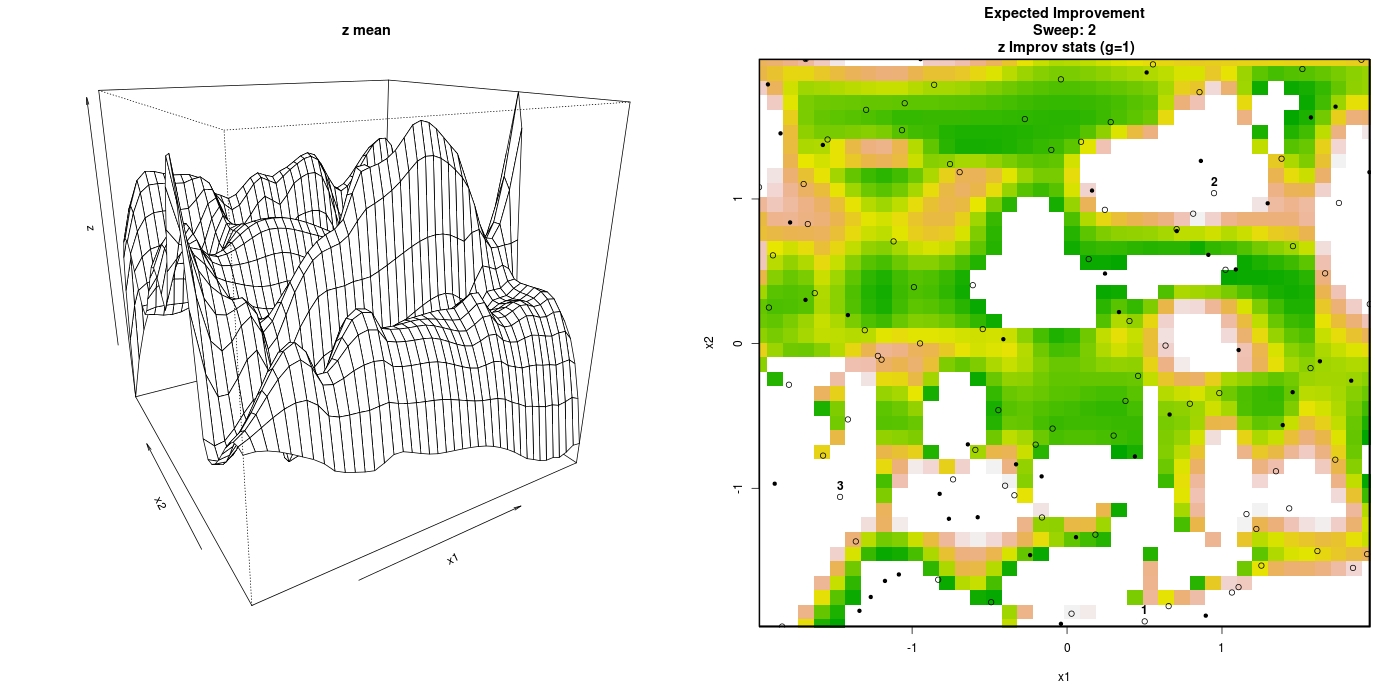 z mean
z
x2
x1
Expected Improvement
Sweep: 2
z Improv stats (g=1)
x2
1
0
-1
2
3
1
-1
0
1
x1